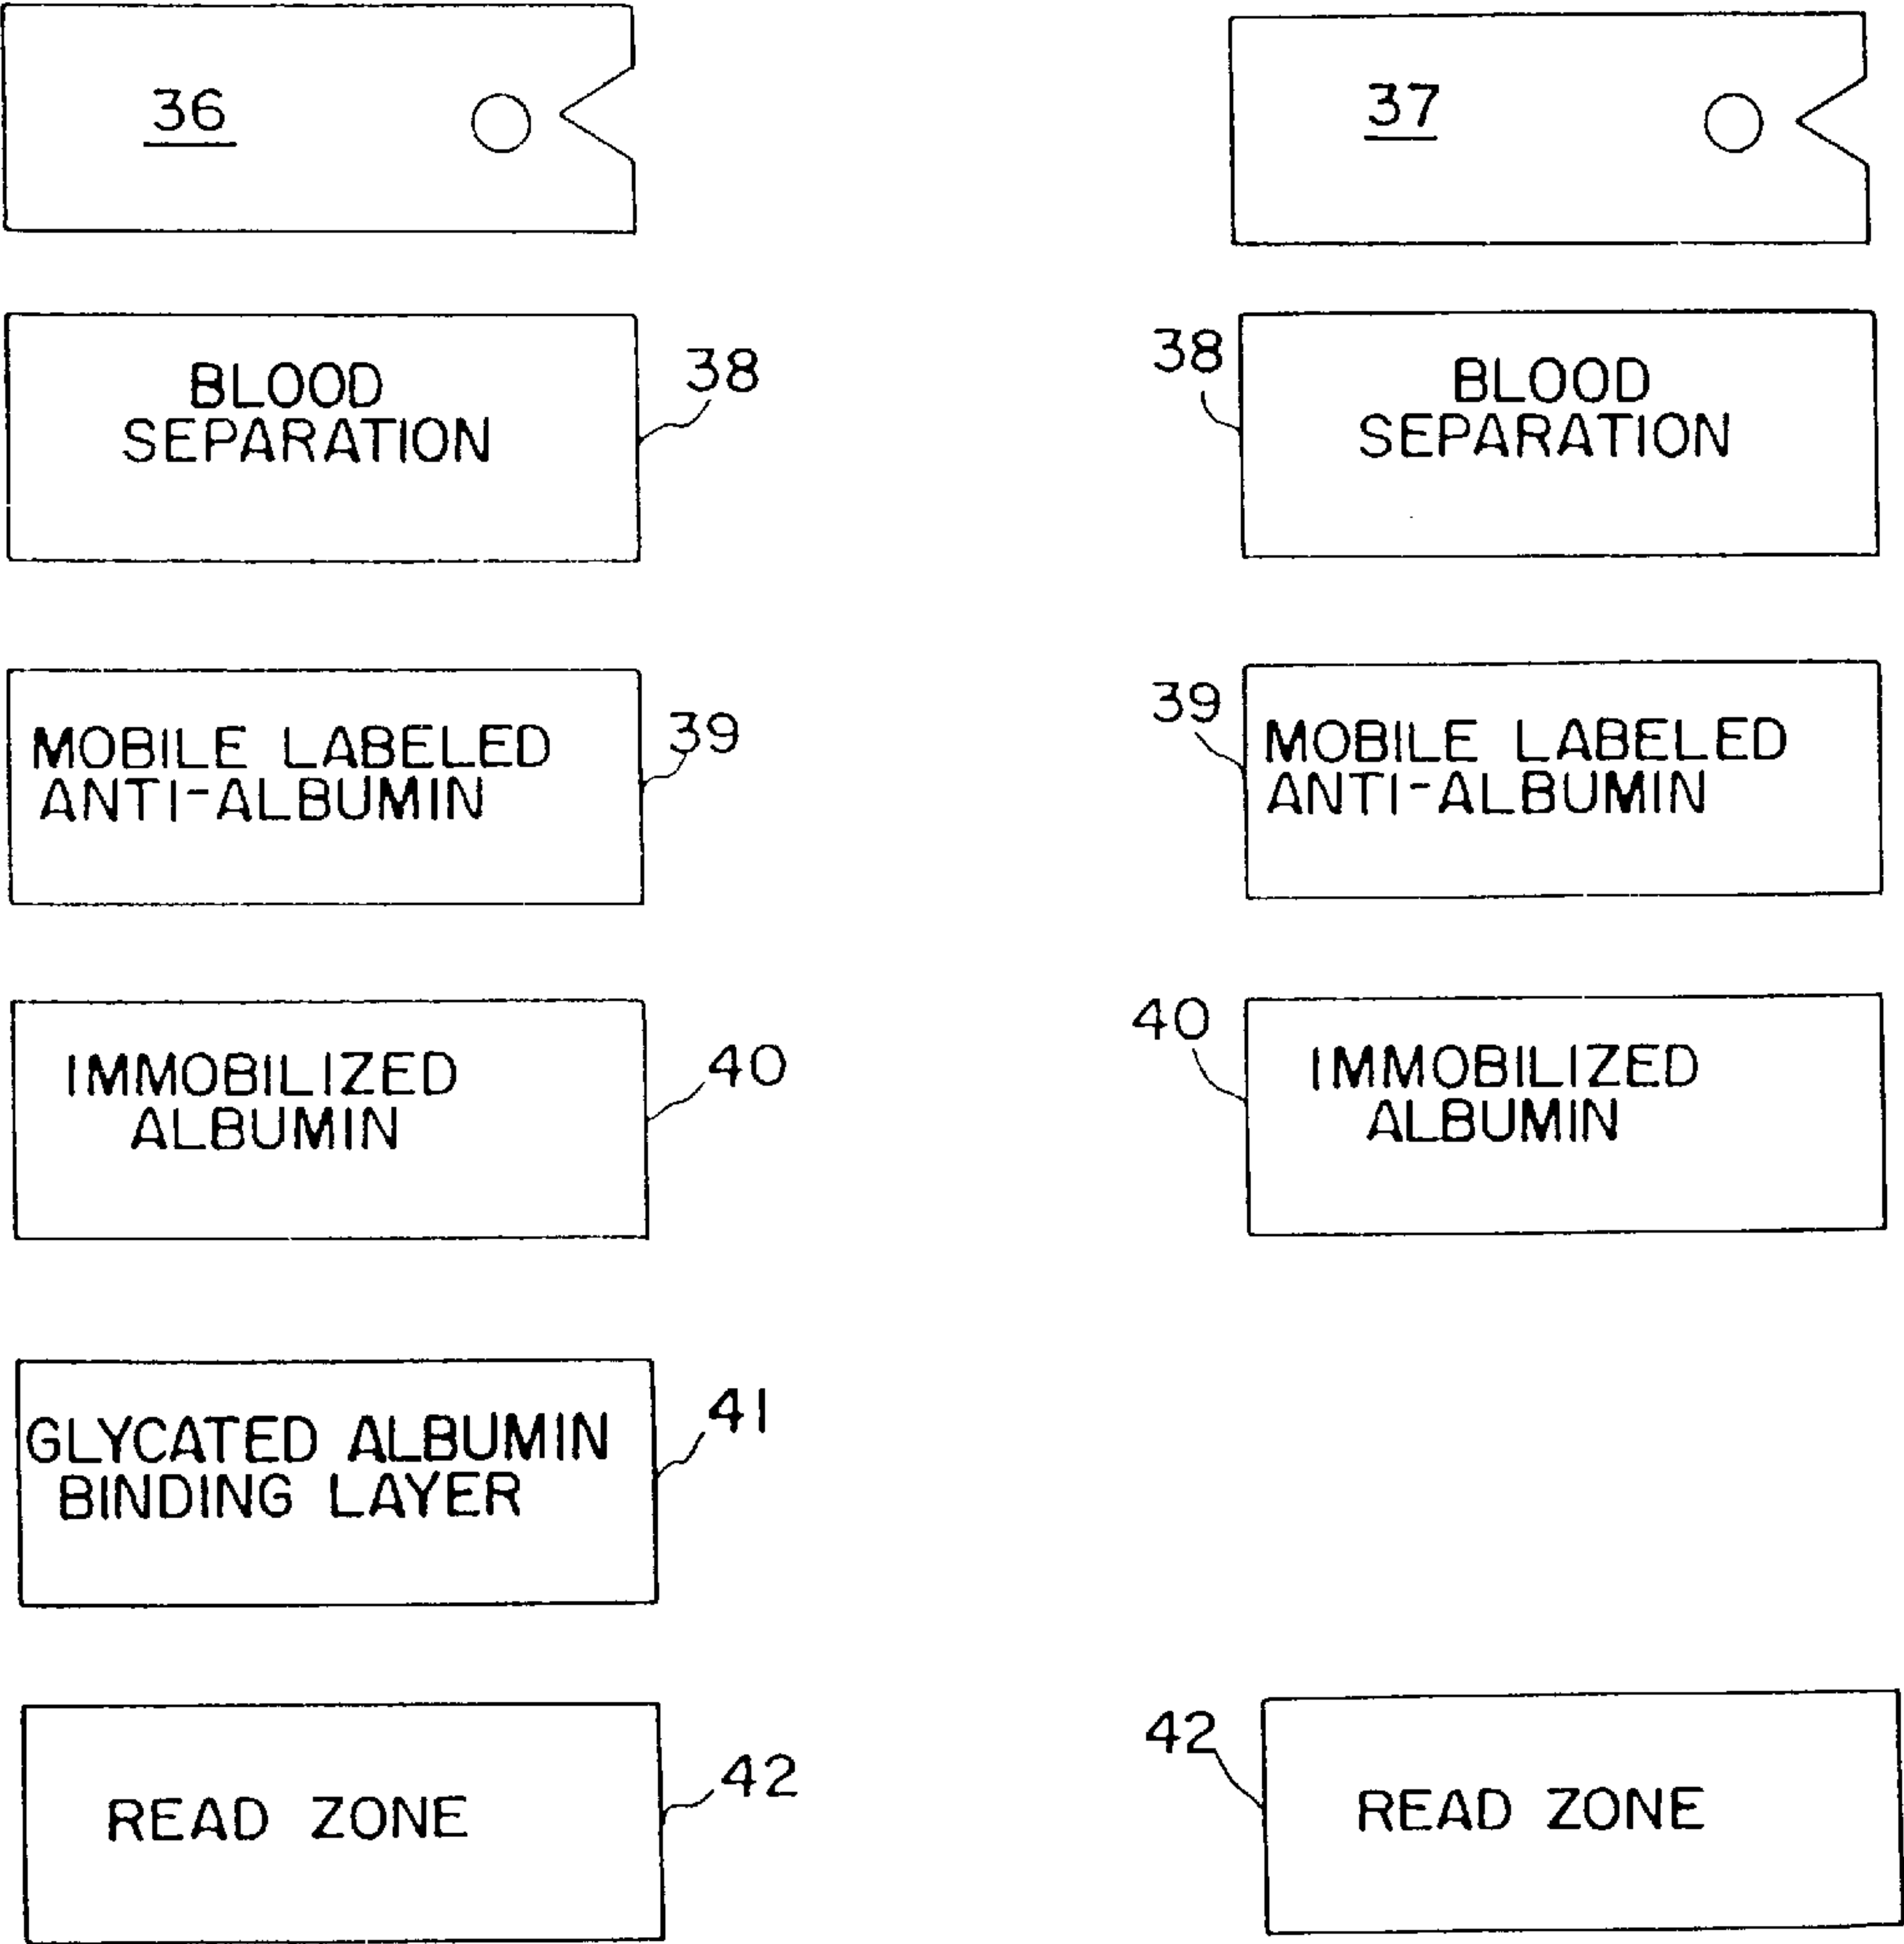 36
BLOOD
SEPARATION
38
MOBILE LABELED
ANTI-ALBUMIN
39
IMMOBILIZED
ALBUMIN
40
GLYCATED ALBUMIN
BINDING LAYER
41
READ ZONE
42
37
38
BLOOD
SEPARATION
39
MOBILE LABELED
ANTI-ALBUMIN
40
IMMOBILIZED
ALBUMIN
42
READ ZONE